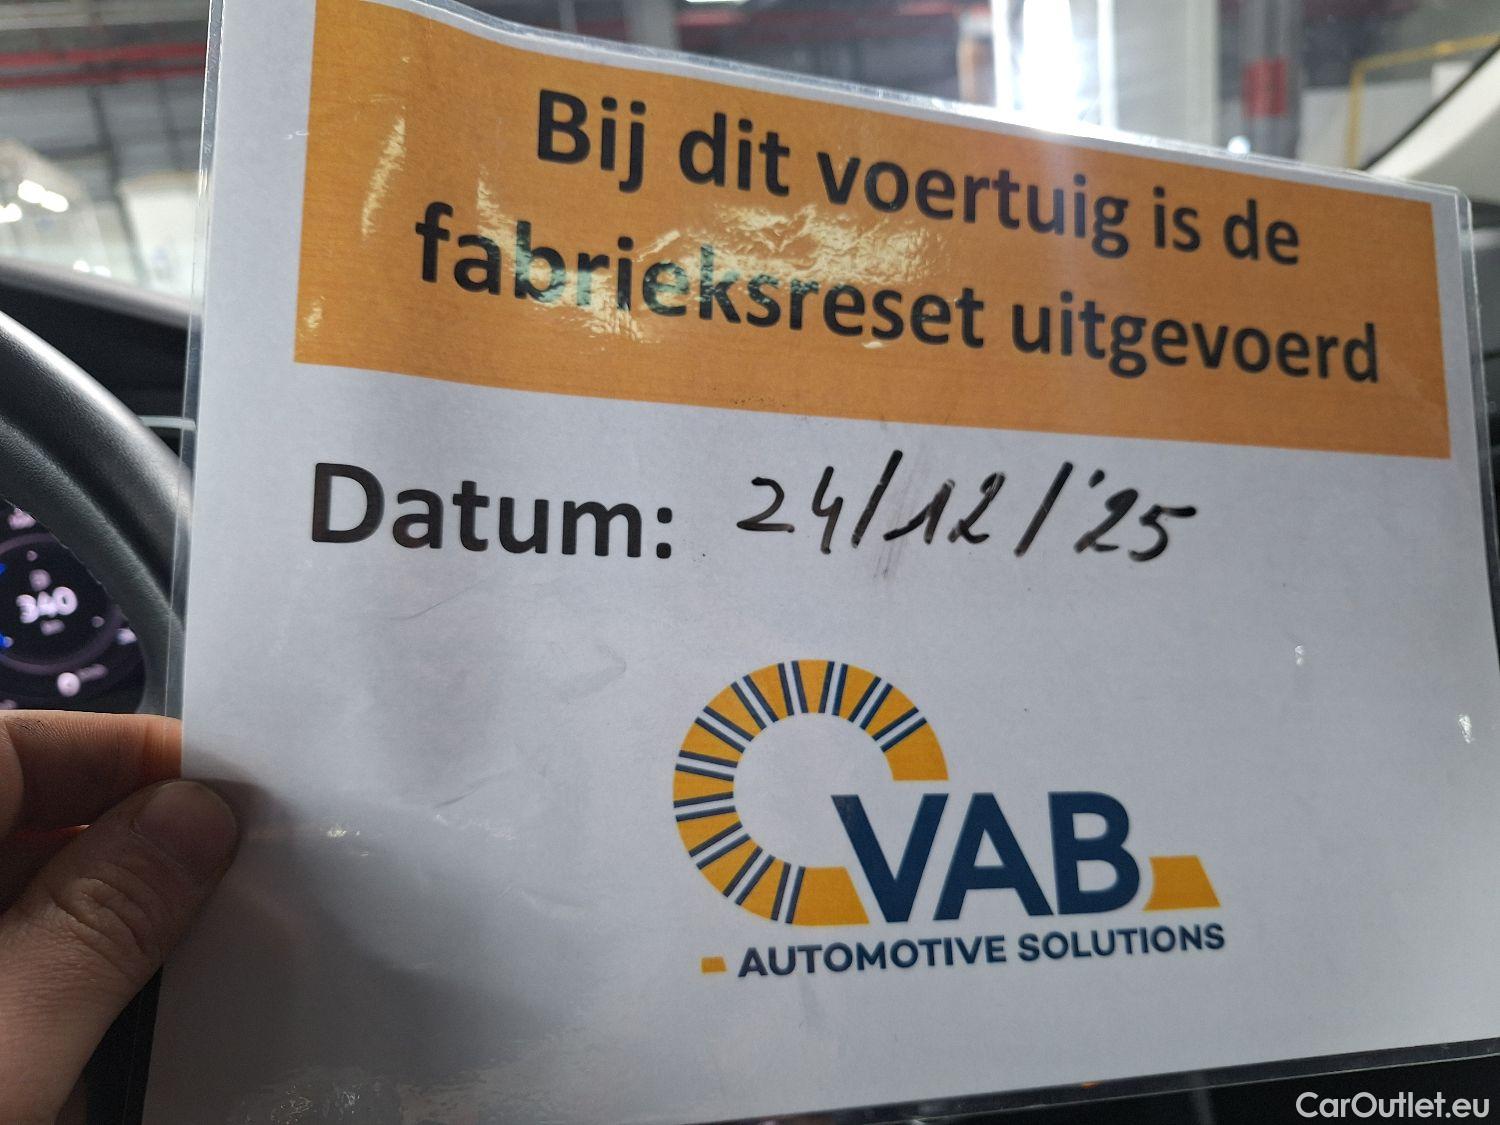 Bij dit voertuig is de
fabrieksreset uitgevoerd
Datum: 24/12/'25
VAB
AUTOMOTIVE SOLUTIONS
340
CarOutlet.eu